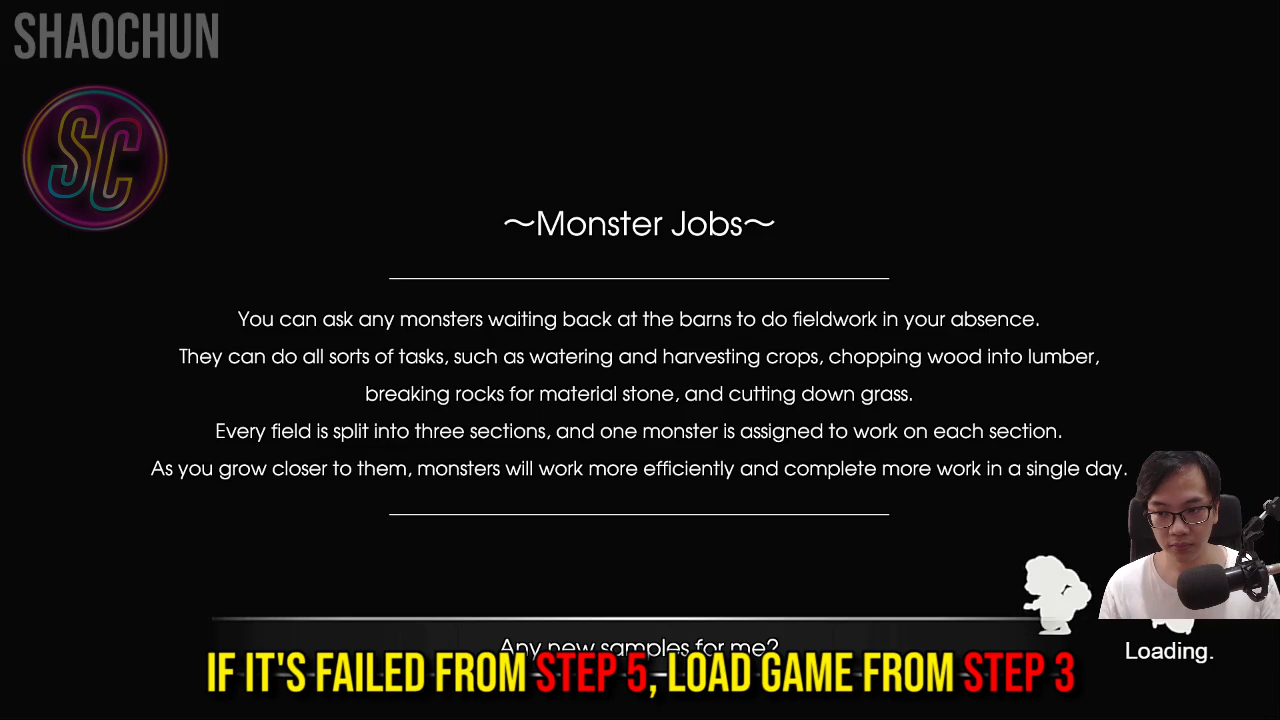 SHAOCHUN
SC
～Monster Jobs～
You can ask any monsters waiting back at the barns to do fieldwork in your absence.
They can do all sorts of tasks, such as watering and harvesting crops, chopping wood into lumber,
breaking rocks for material stone, and cutting down grass.
Every field is split into three sections, and one monster is assigned to work on each section.
As you grow closer to them, monsters will work more efficiently and complete more work in a single day.
Any new samples for me?
Loading.
IF IT'S FAILED FROM STEP 5, LOAD GAME FROM STEP 3